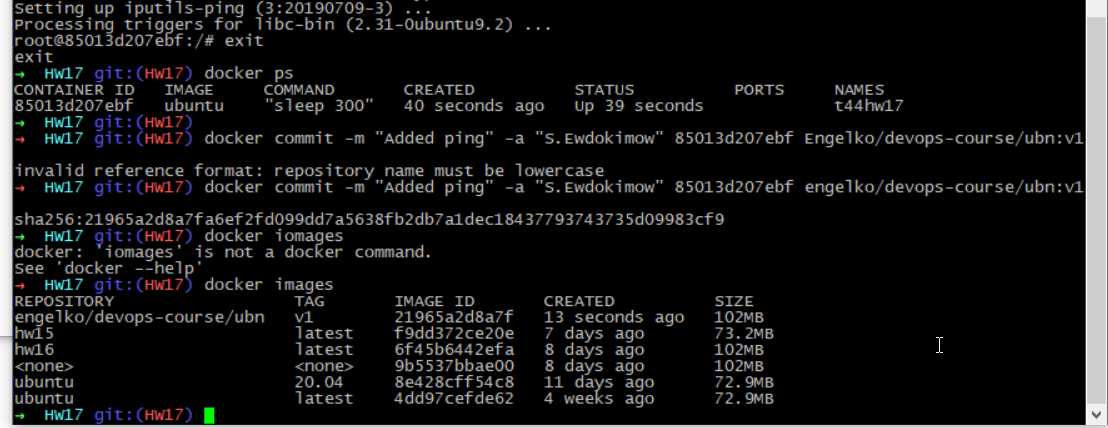 Setting up iputils-ping (3:20190709-3) ...
Processing triggers for libc-bin (2.31-0ubuntu9.2) ...
root@85013d207ebf:/# exit
exit
→  HW17 git:(HW17) docker ps
CONTAINER ID   IMAGE     COMMAND       CREATED          STATUS          PORTS     NAMES
85013d207ebf   ubuntu    "sleep 300"   40 seconds ago   Up 39 seconds             t44hw17
→  HW17 git:(HW17)
→  HW17 git:(HW17) docker commit -m "Added ping" -a "S.Ewdokimow" 85013d207ebf Engelko/devops-course/ubn:v1
invalid reference format: repository name must be lowercase
→  HW17 git:(HW17) docker commit -m "Added ping" -a "S.Ewdokimow" 85013d207ebf engelko/devops-course/ubn:v1
sha256:21965a2d8a7fa6ef2fd099dd7a5638fb2db7a1dec18437793743735d09983cf9
→  HW17 git:(HW17) docker iomages
docker: 'iomages' is not a docker command.
See 'docker --help'
→  HW17 git:(HW17) docker images
REPOSITORY                  TAG       IMAGE ID       CREATED          SIZE
engelko/devops-course/ubn   v1        21965a2d8a7f   13 seconds ago   102MB
hw15                        latest    f9dd372ce20e   7 days ago       73.2MB
hw16                        latest    6f45b6442efa   8 days ago       102MB
<none>                      <none>    9b5537bbae00   8 days ago       102MB
ubuntu                      20.04     8e428cff54c8   11 days ago      72.9MB
ubuntu                      latest    4dd97cefde62   4 weeks ago      72.9MB
→  HW17 git:(HW17)